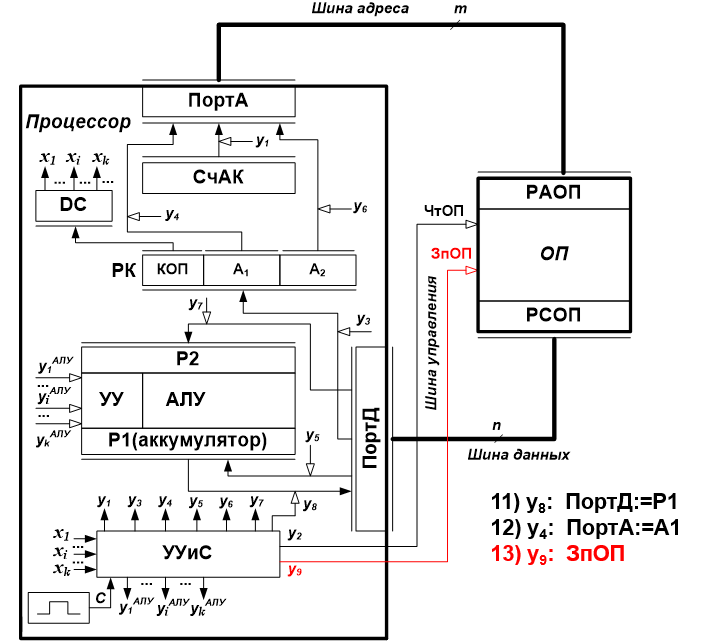 Шина адреса m
ПортА
Процессор
x1 xi xk
... ...
y1
СчАК
DC
y4
y6
РАОП
ЧтОП
ОП
ЗпОП
РК КОП А1 А2
y7
y3
РСОП
Шина управления
Р2
y1АЛУ
...
yiАЛУ
...
ykАЛУ
УУ АЛУ
ПортД
Р1(аккумулятор)
n
Шина данных
y5
y8
y1 y3 y4 y5 y6 y7
y2
x1
xi ...
xk ...
УУиС
y9
C
y1АЛУ ... yiАЛУ ... ykАЛУ
11) y8: ПортД:=Р1
12) y4: ПортА:=А1
13) y9: ЗпОП